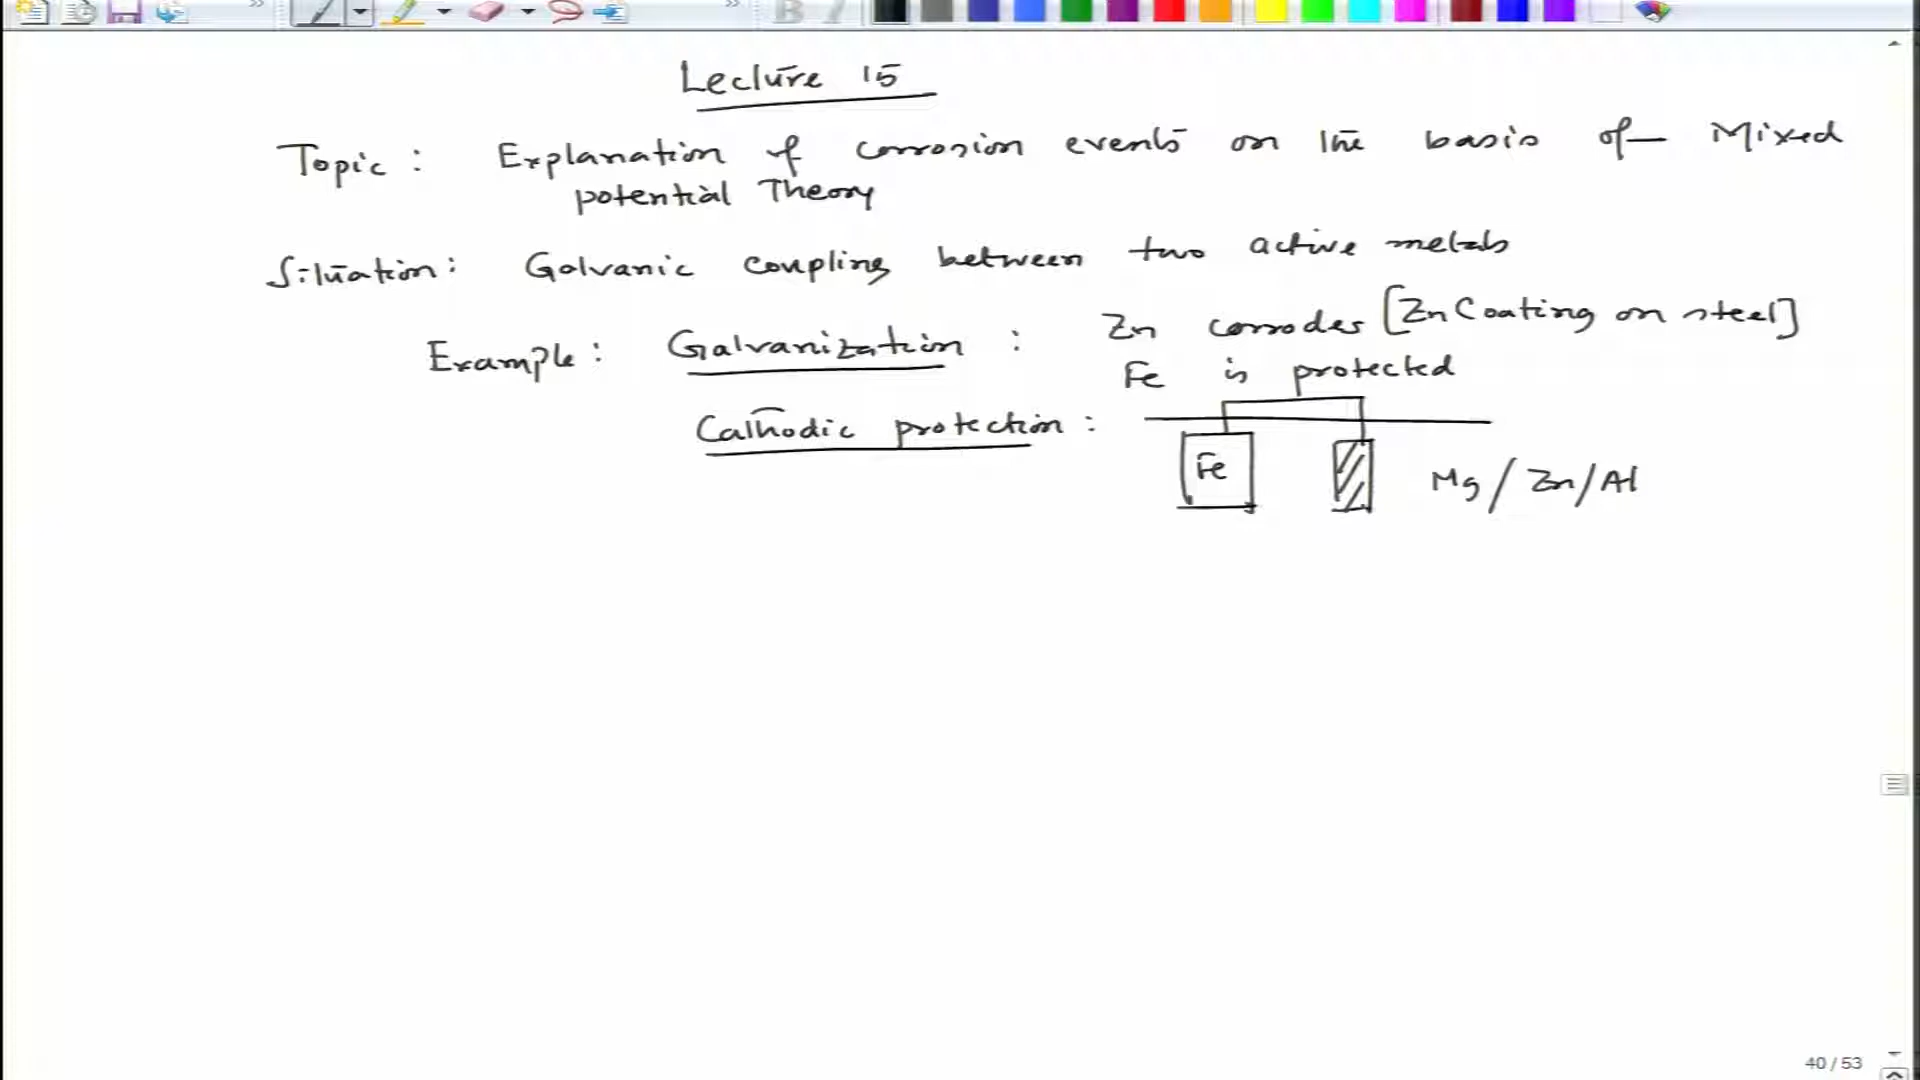 Lecture 15
Topic : Explanation of corrosion events on the basis of Mixed
potential Theory
Situation : Galvanic coupling between two active metals
Example : Galvanization : Zn corrodes [Zn Coating on steel]
Fe is protected
Cathodic protection :
Fe
Mg / Zn / Al
40 / 53